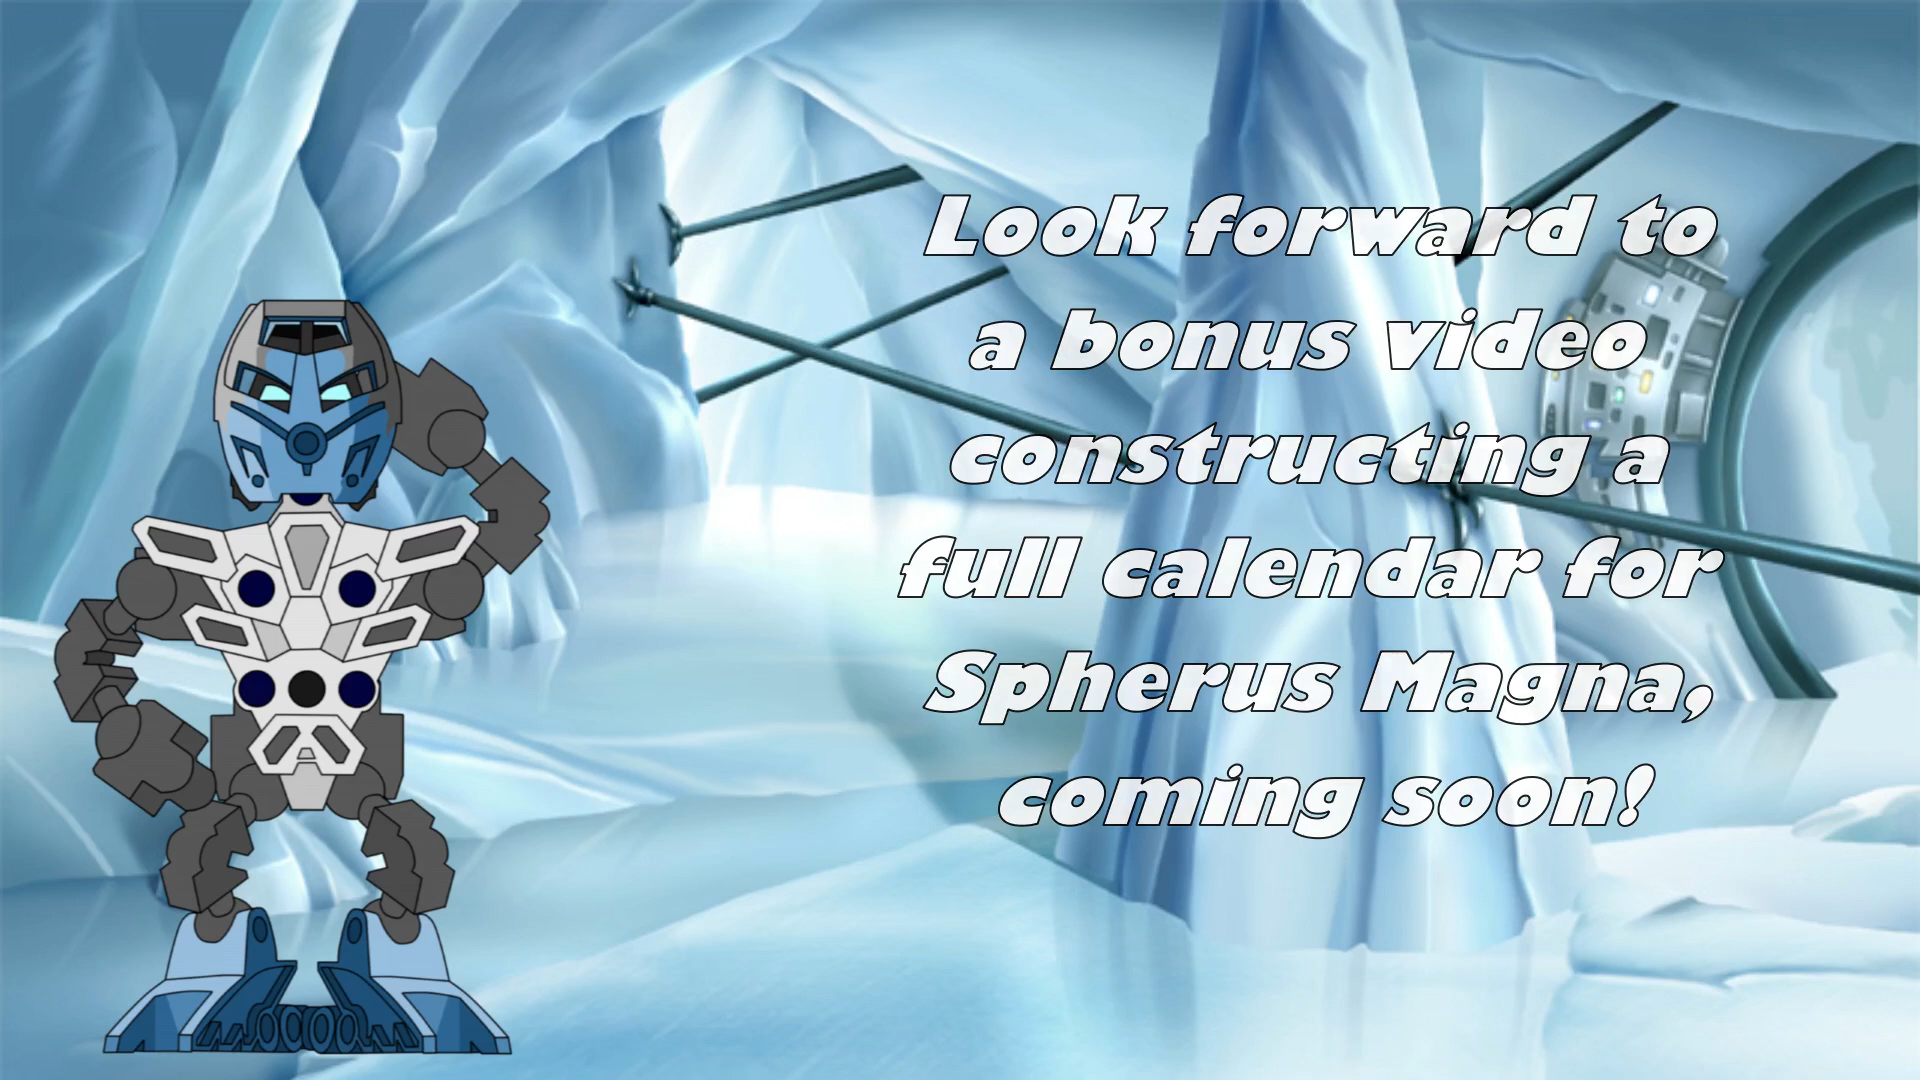 Look forward to
a bonus video
constructing a
full calendar for
Spherus Magna,
coming soon!